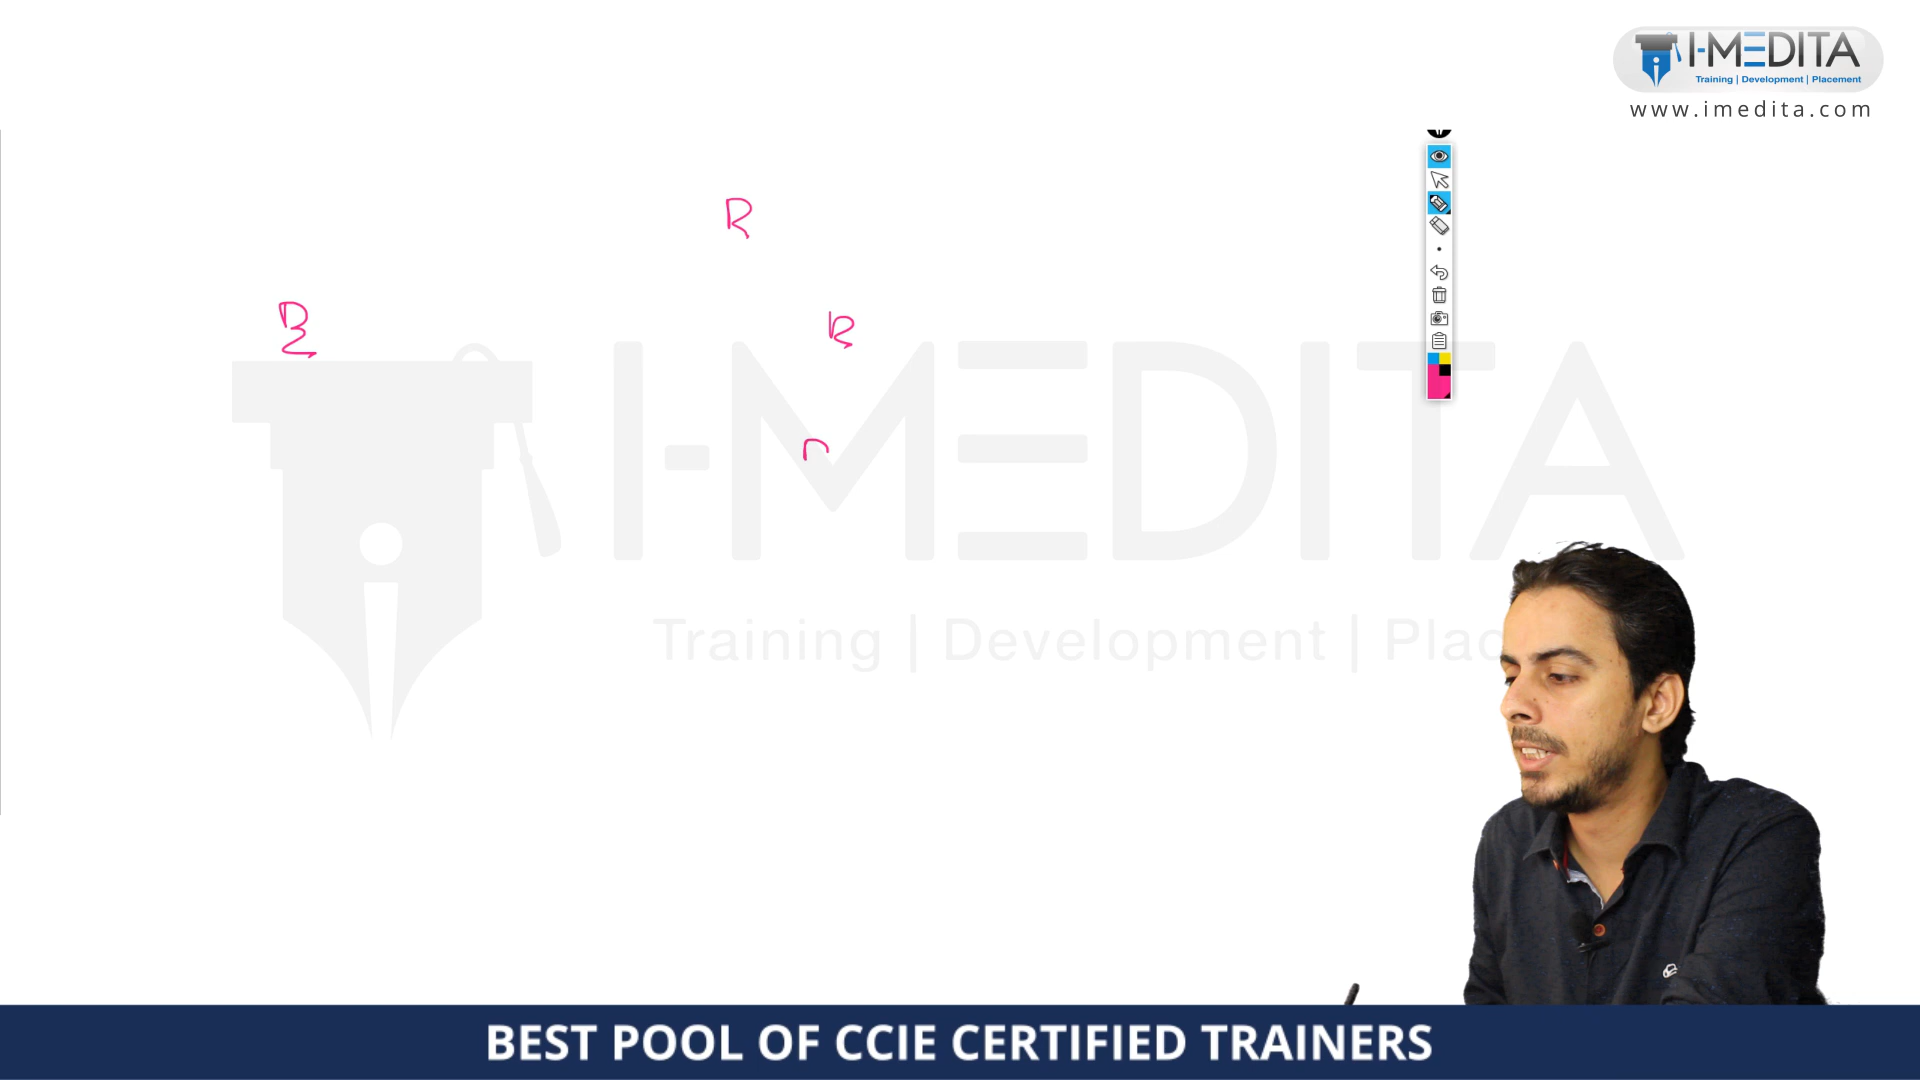 I-MEDITA
Training | Development | Placement
www.imedita.com
R
R
R
I-MEDITA
Training | Development | Plac
BEST POOL OF CCIE CERTIFIED TRAINERS